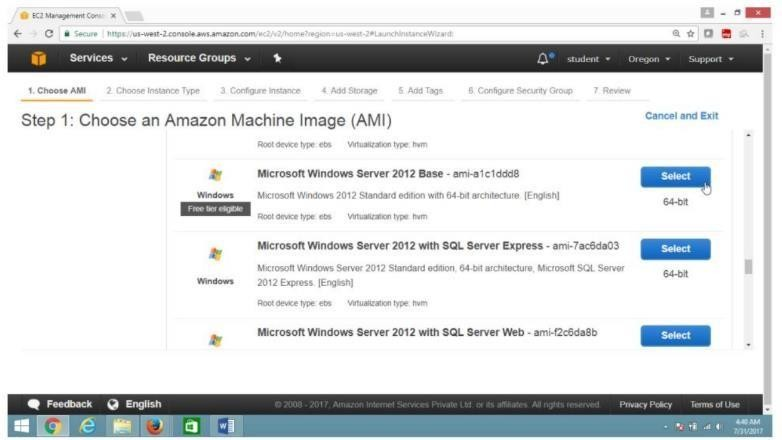 EC2 Management Conso
Secure https://us-west-2.console.aws.amazon.com/ec2/v2/home?region=us-west-2#LaunchInstanceWizard:
Services Resource Groups student Oregon Support
1. Choose AMI 2. Choose Instance Type 3. Configure Instance 4. Add Storage 5. Add Tags 6. Configure Security Group 7. Review
Step 1: Choose an Amazon Machine Image (AMI) Cancel and Exit
Root device type: ebs Virtualization type: hvm
Microsoft Windows Server 2012 Base - ami-a1c1ddd8 Select
Windows Microsoft Windows 2012 Standard edition with 64-bit architecture. [English] 64-bit
Free tier eligible
Root device type: ebs Virtualization type: hvm
Microsoft Windows Server 2012 with SQL Server Express - ami-7ac6da03 Select
Microsoft Windows Server 2012 Standard edition, 64-bit architecture, Microsoft SQL Server 64-bit
Windows 2012 Express. [English]
Root device type: ebs Virtualization type: hvm
Microsoft Windows Server 2012 with SQL Server Web - ami-f2c6da8b Select
Feedback English © 2008 - 2017, Amazon Internet Services Private Ltd. or its affiliates. All rights reserved. Privacy Policy Terms of Use
4:40 AM
7/31/2017